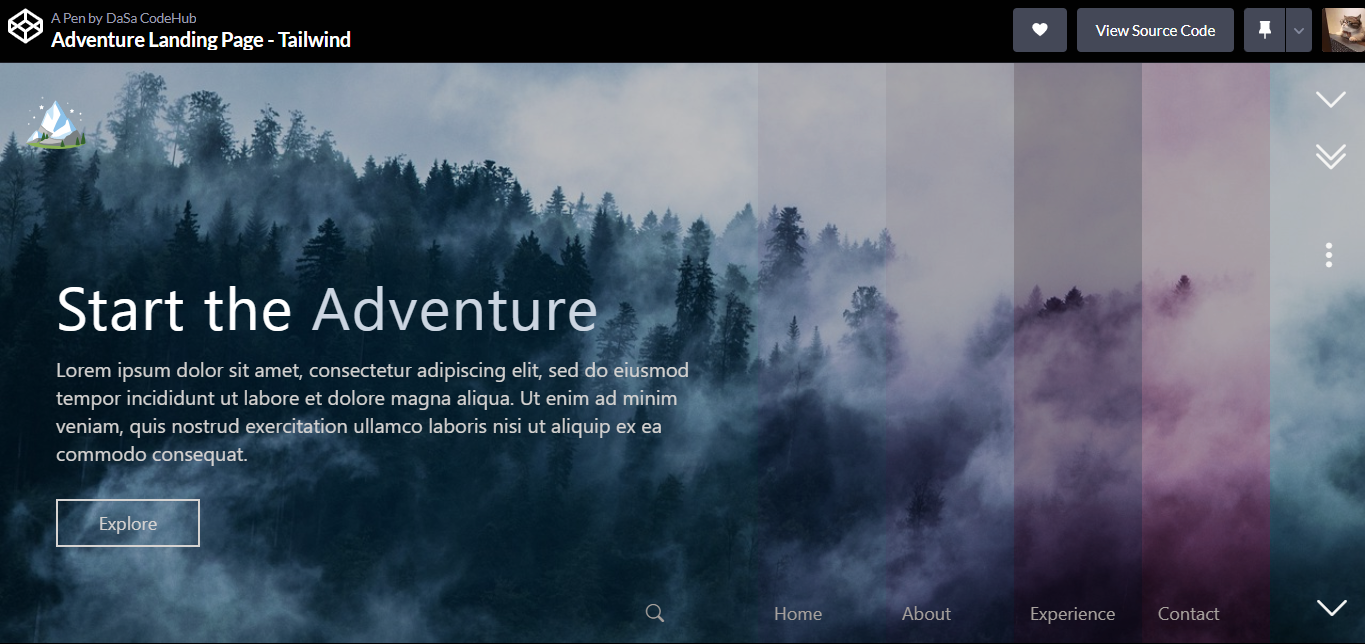 A Pen by DaSa CodeHub
Adventure Landing Page - Tailwind
View Source Code
Start the Adventure
Lorem ipsum dolor sit amet, consectetur adipiscing elit, sed do eiusmod
tempor incididunt ut labore et dolore magna aliqua. Ut enim ad minim
veniam, quis nostrud exercitation ullamco laboris nisi ut aliquip ex ea
commodo consequat.
Explore
Home About Experience Contact